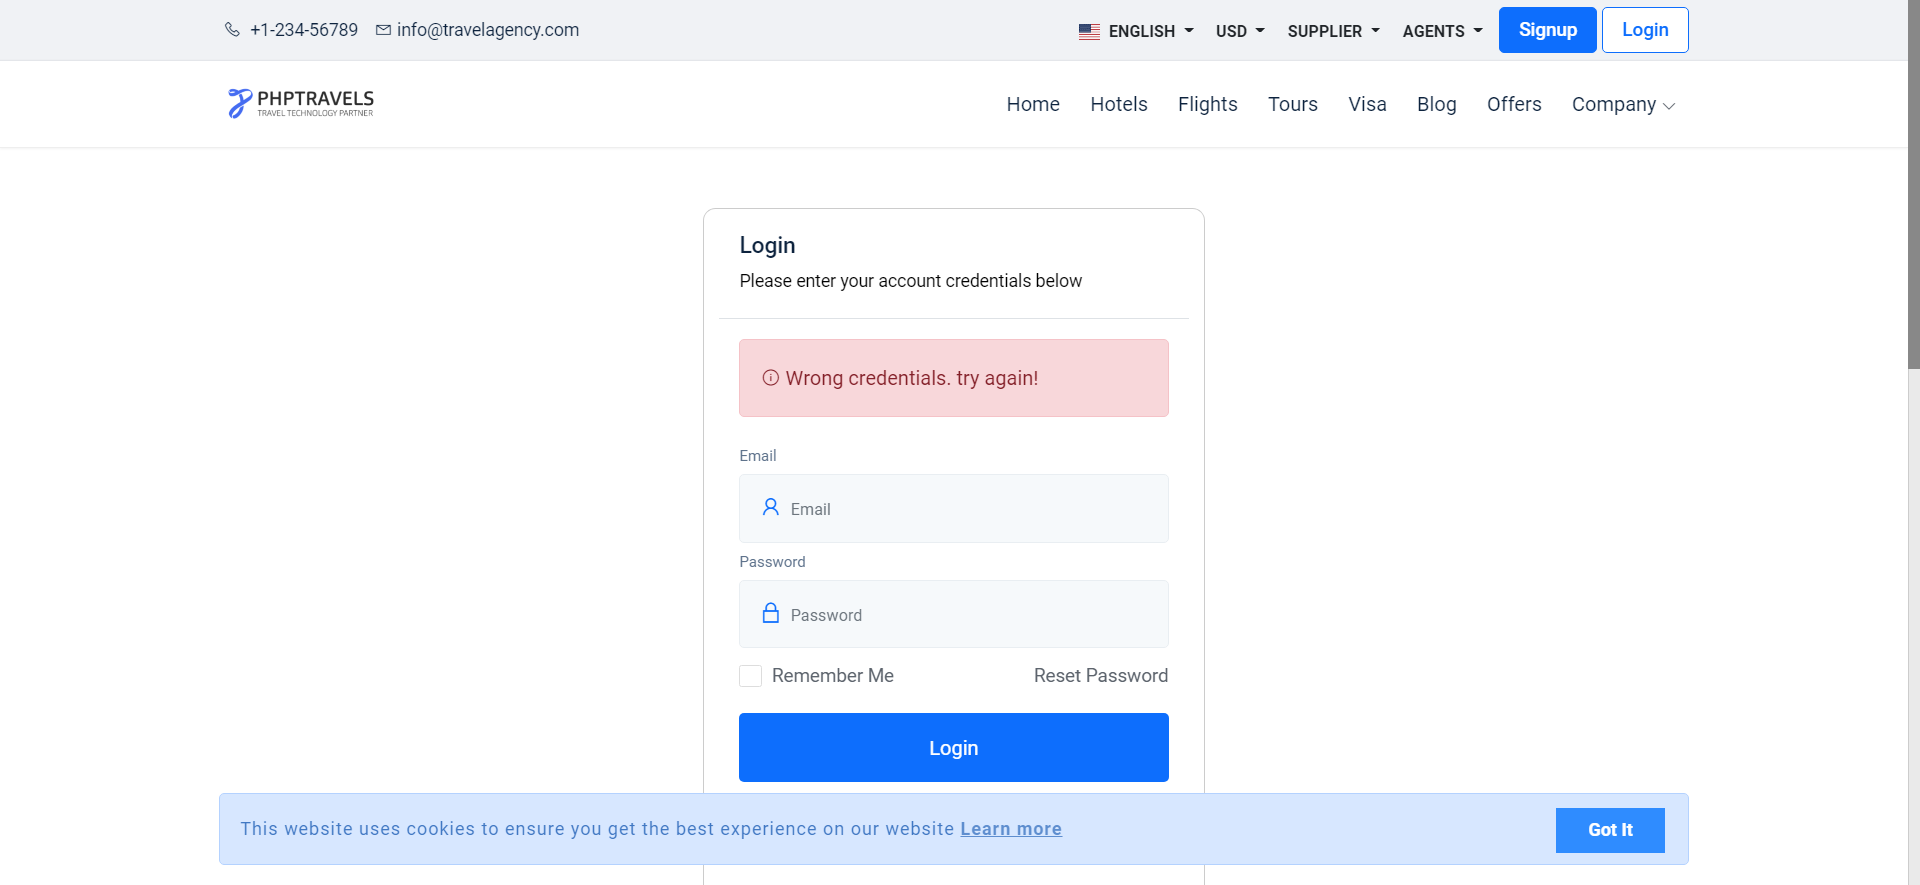 +1-234-56789 info@travelagency.com ENGLISH USD SUPPLIER AGENTS Signup Login
PHPTRAVELS
TRAVEL TECHNOLOGY PARTNER
Home Hotels Flights Tours Visa Blog Offers Company
Login
Please enter your account credentials below
Wrong credentials. try again!
Email
Email
Password
Password
Remember Me Reset Password
Login
This website uses cookies to ensure you get the best experience on our website Learn more Got It